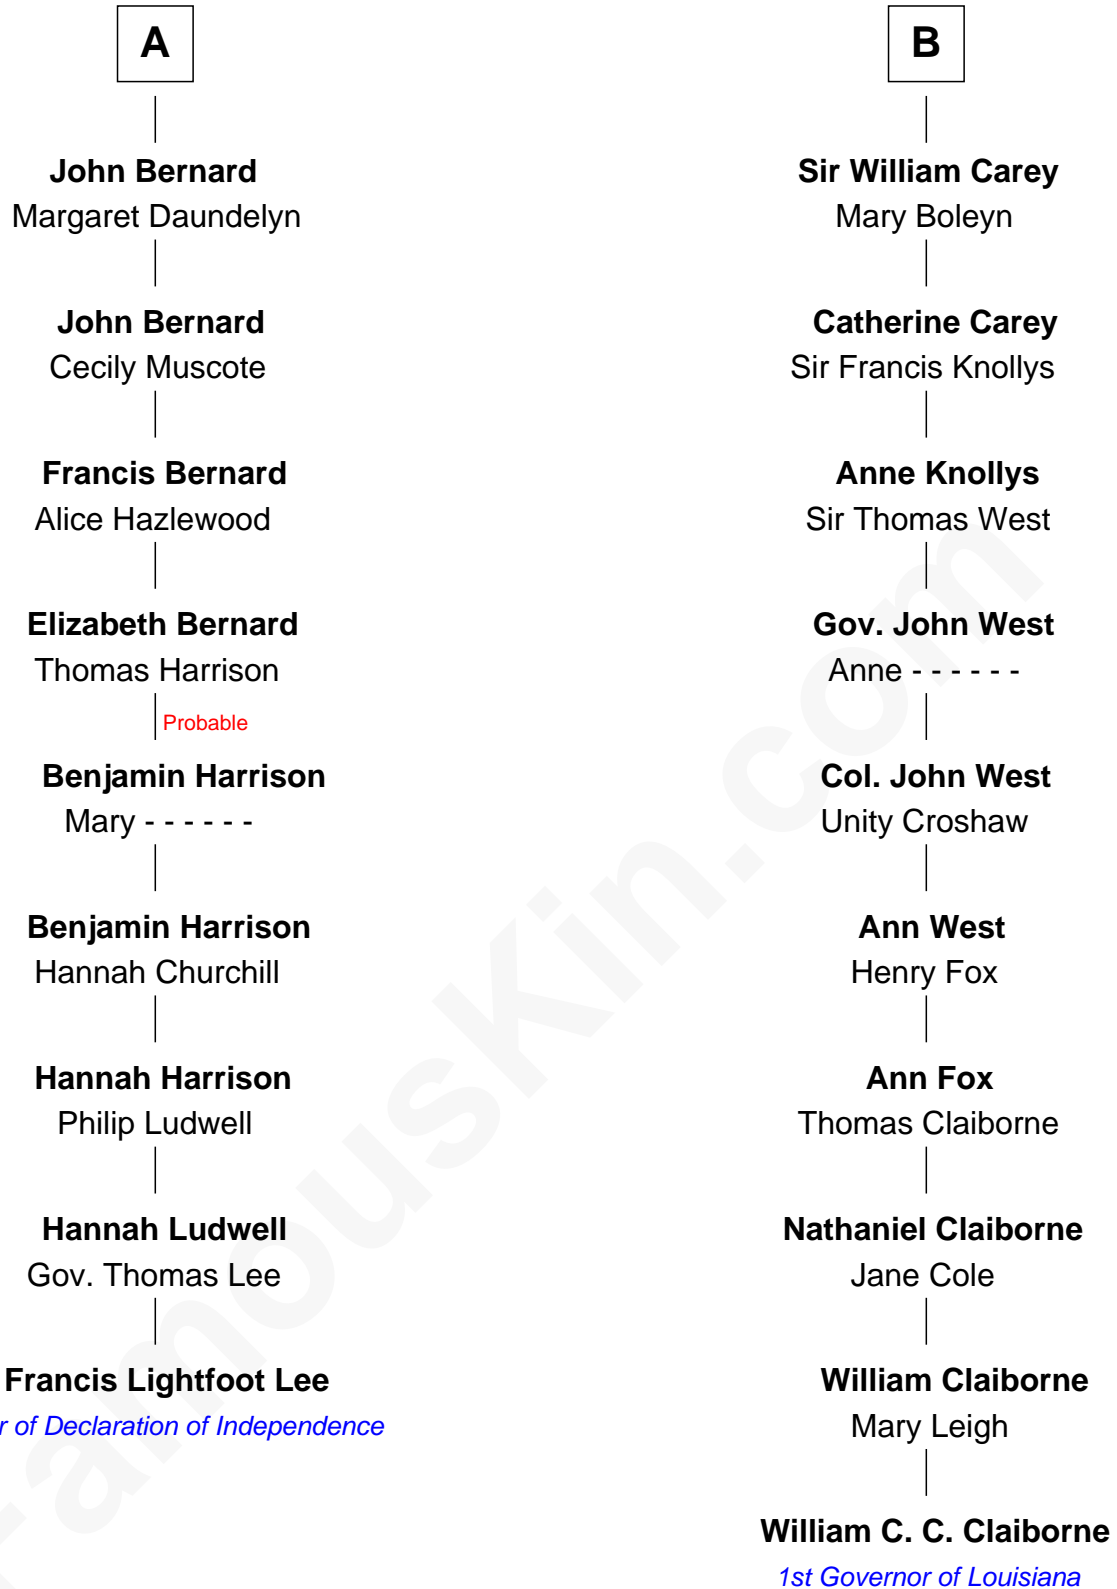 A
John Bernard
Margaret Daundelyn
John Bernard
Cecily Muscote
Francis Bernard
Alice Hazlewood
Elizabeth Bernard
Thomas Harrison
Probable
Benjamin Harrison
Mary - - - - - -
Benjamin Harrison
Hannah Churchill
Hannah Harrison
Philip Ludwell
Hannah Ludwell
Gov. Thomas Lee
Francis Lightfoot Lee
r of Declaration of Independence
B
Sir William Carey
Mary Boleyn
Catherine Carey
Sir Francis Knollys
Anne Knollys
Sir Thomas West
Gov. John West
Anne - - - - - -
Col. John West
Unity Croshaw
Ann West
Henry Fox
Ann Fox
Thomas Claiborne
Nathaniel Claiborne
Jane Cole
William Claiborne
Mary Leigh
William C. C. Claiborne
1st Governor of Louisiana
FamousKin.com